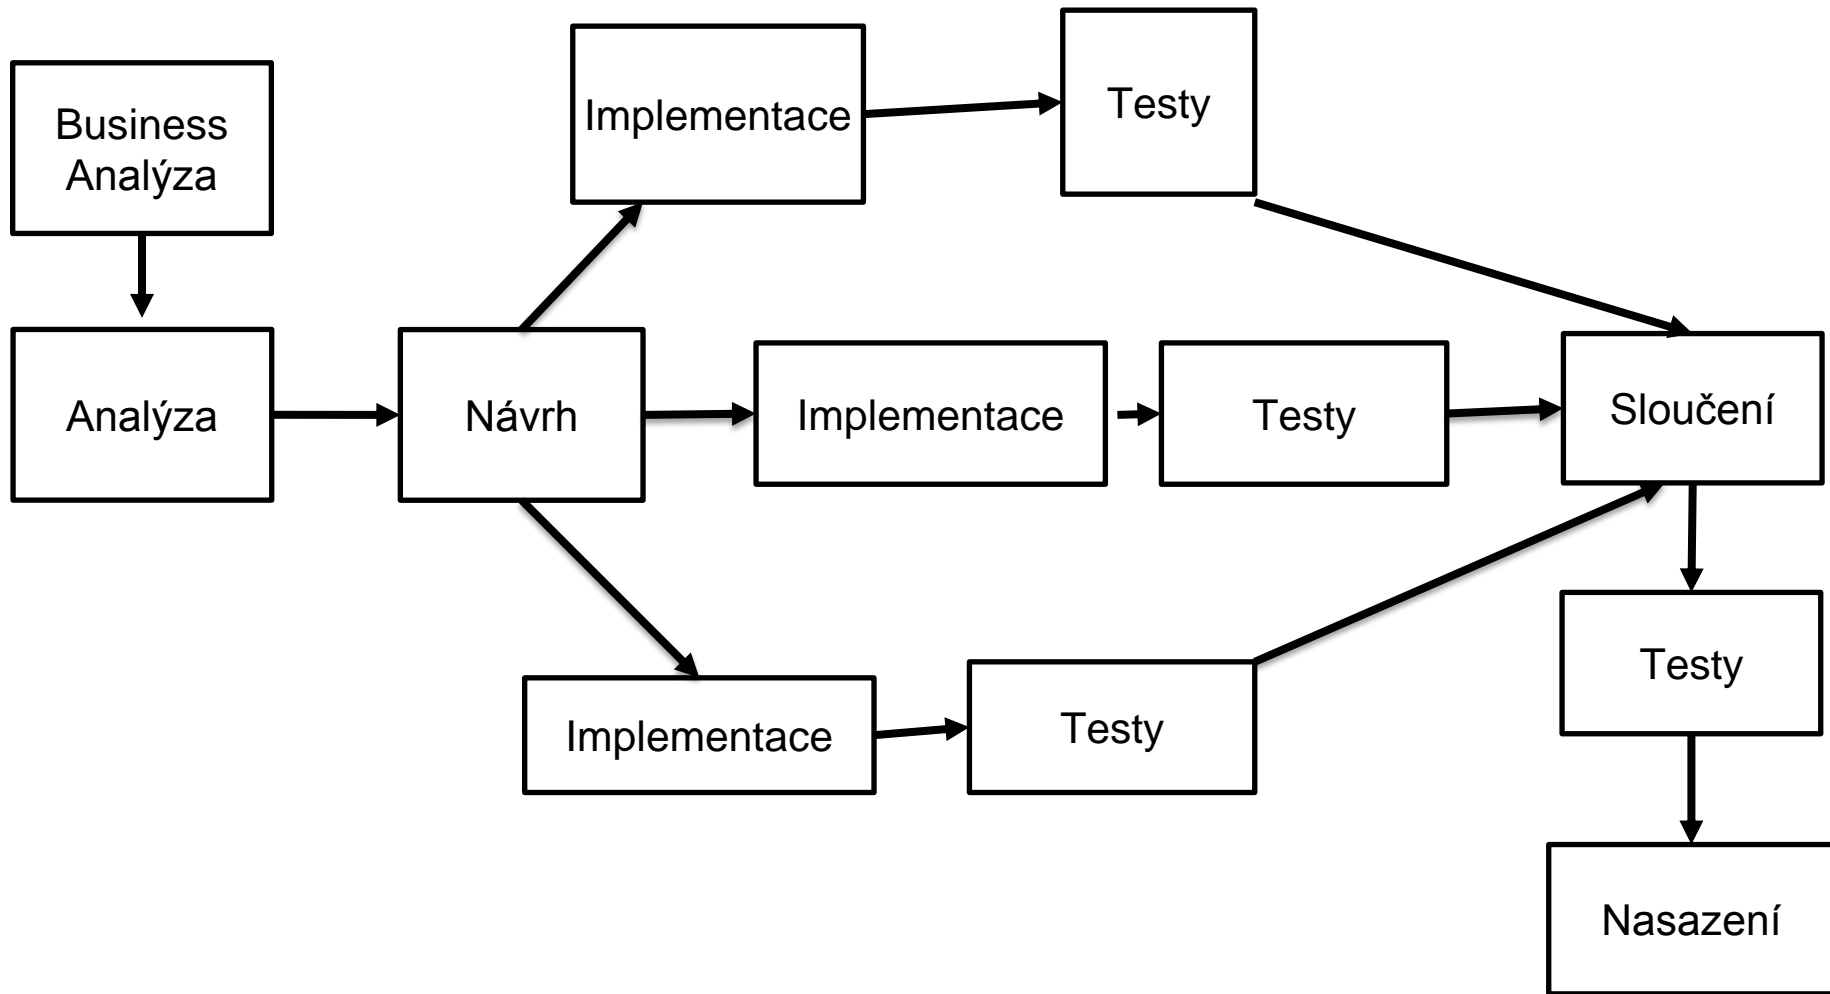 Business
Analýza
Analýza
Návrh
Implementace
Testy
Implementace
Testy
Implementace
Testy
Sloučení
Testy
Nasazení